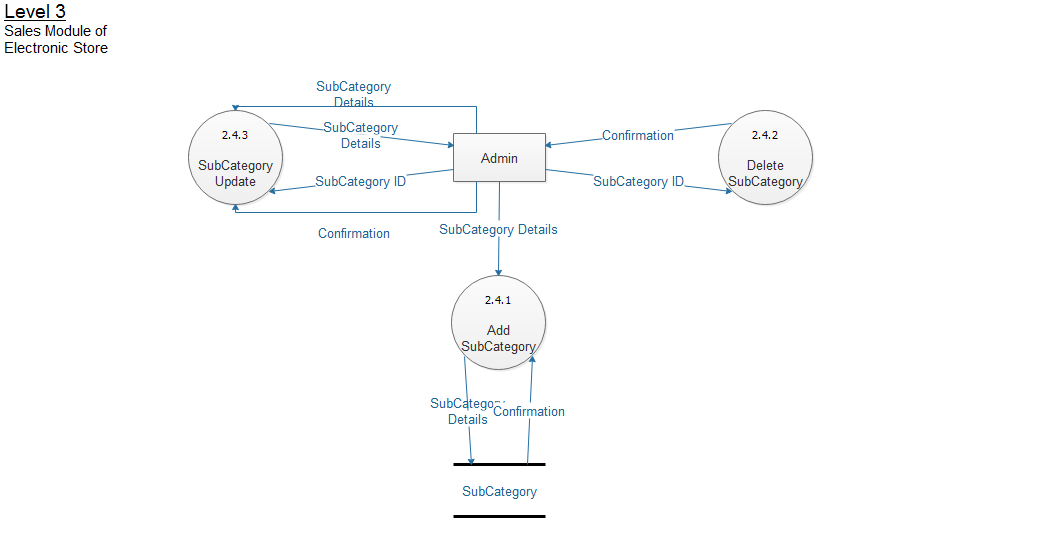 Level 3
Sales Module of
Electronic Store
SubCategory
Details
2.4.3
SubCategory
Update
SubCategory
Details
SubCategory ID
Confirmation
Admin
Confirmation
SubCategory ID
2.4.2
Delete
SubCategory
SubCategory Details
2.4.1
Add
SubCategory
SubCatego
Details
Confirmation
SubCategory